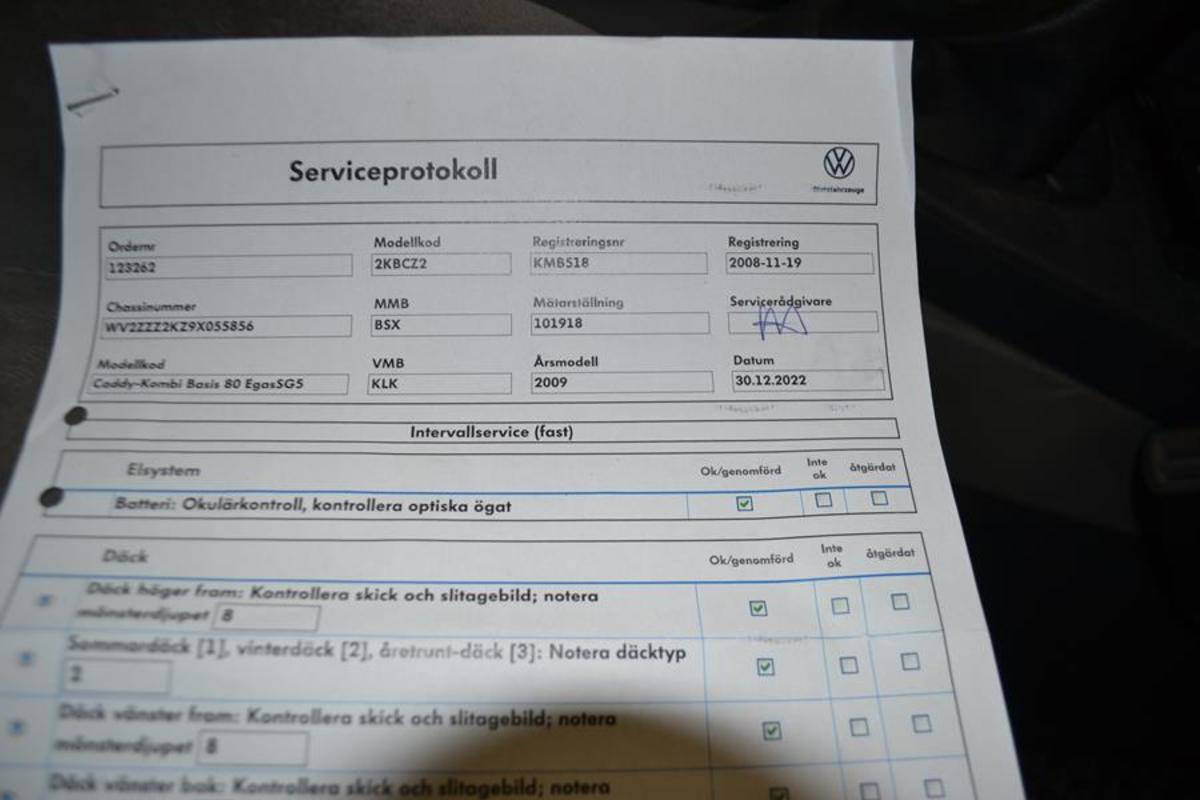 Serviceprotokoll
Ordernr Modellkod Registreringsnr Registrering
123262 2KBCZ2 KMB518 2008-11-19
Chassinummer MMB Mätarställning Servicerådgivare
WV2ZZZ2KZ9X055856 BSX 101918
Modellkod VMB Årsmodell Datum
Caddy-Kombi Basis 80 EgasSG5 KLK 2009 30.12.2022
Intervallservice (fast)
Elsystem Ok/genomförd Inte ok åtgärdat
Batteri: Okulärkontroll, kontrollera optiska ögat
Däck Ok/genomförd Inte ok åtgärdat
Däck höger fram: Kontrollera skick och slitagebild; notera
mönsterdjupet 8
Sommardäck [1], vinterdäck [2], åretrunt-däck [3]: Notera däcktyp
2
Däck vänster fram: Kontrollera skick och slitagebild; notera
mönsterdjupet 8
Däck vänster bak: Kontrollera skick och slitagebild; notera